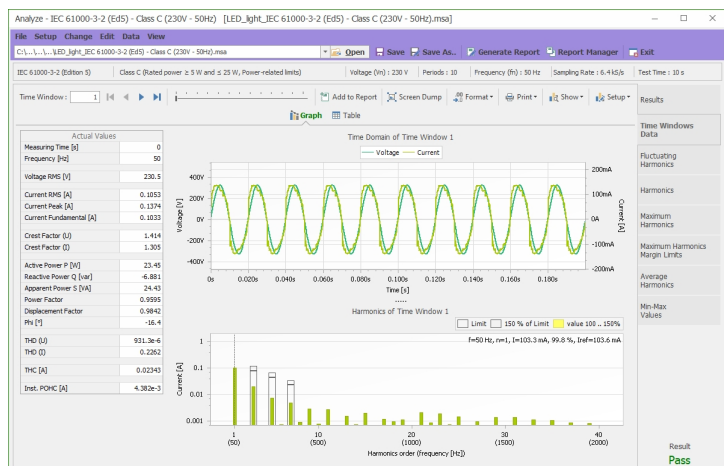 Analyze - IEC 61000-3-2 (Ed5) - Class C (230V - 50Hz)   [LED_light_IEC 61000-3-2 (Ed5) - Class C (230V - 50Hz).msa]
File Setup Change Edit Data View
C:\...\...\...\LED_light_IEC 61000-3-2 (Ed5) - Class C (230V - 50Hz).msa Open Save Save As.. Generate Report Report Manager Exit
IEC 61000-3-2 (Edition 5) Class C (Rated power ≥ 5 W and ≤ 25 W, Power-related limits) Voltage (Vn) : 230 V Periods : 10 Frequency (fn) : 50 Hz Sampling Rate : 6.4 kS/s Test Time : 10 s
Time Window : 1 Add to Report Screen Dump Format Print Show Setup
Graph Table
Actual Values
Measuring Time [s] 0
Frequency [Hz] 50
Voltage RMS [V] 230.5
Current RMS [A] 0.1053
Current Peak [A] 0.1374
Current Fundamental [A] 0.1033
Crest Factor (U) 1.414
Crest Factor (I) 1.305
Active Power P [W] 23.45
Reactive Power Q [var] -6.881
Apparent Power S [VA] 24.43
Power Factor 0.9595
Displacement Factor 0.9842
Phi [°] -16.4
THD (U) 931.3e-6
THD (I) 0.2262
THC [A] 0.02343
Inst. POHC [A] 4.382e-3
Time Domain of Time Window 1
Voltage Current
400V
200V
0V
-200V
-400V
Voltage [V]
200mA
100mA
0A
-100mA
-200mA
Current [A]
0s 0.020s 0.040s 0.060s 0.080s 0.100s 0.120s 0.140s 0.160s 0.180s
Time [s]
Harmonics of Time Window 1
Limit 150 % of Limit value 100 .. 150%
f=50 Hz, n=1, I=103.3 mA, 99.8 %, Iref=103.6 mA
1
0.1
0.01
0.001
Current [A]
1 10 20 30 40
(50) (500) (1000) (1500) (2000)
Harmonics order (frequency [Hz])
Results
Time Windows
Data
Fluctuating
Harmonics
Harmonics
Maximum
Harmonics
Maximum Harmonics
Margin Limits
Average
Harmonics
Min-Max
Values
Result
Pass